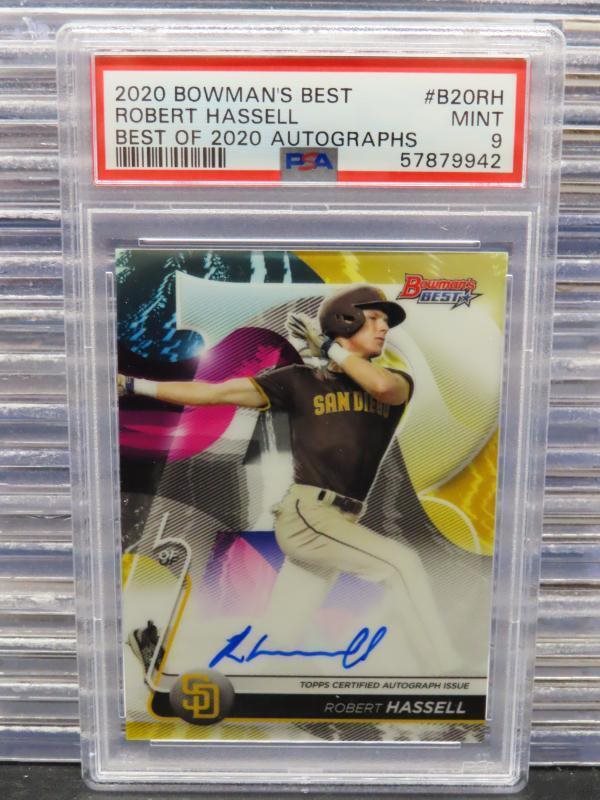 2020 BOWMAN'S BEST #B20RH
ROBERT HASSELL MINT
BEST OF 2020 AUTOGRAPHS 9
PSA 57879942
Bowman's
BEST
SAN DIEGO
SD
TOPPS CERTIFIED AUTOGRAPH ISSUE
ROBERT HASSELL